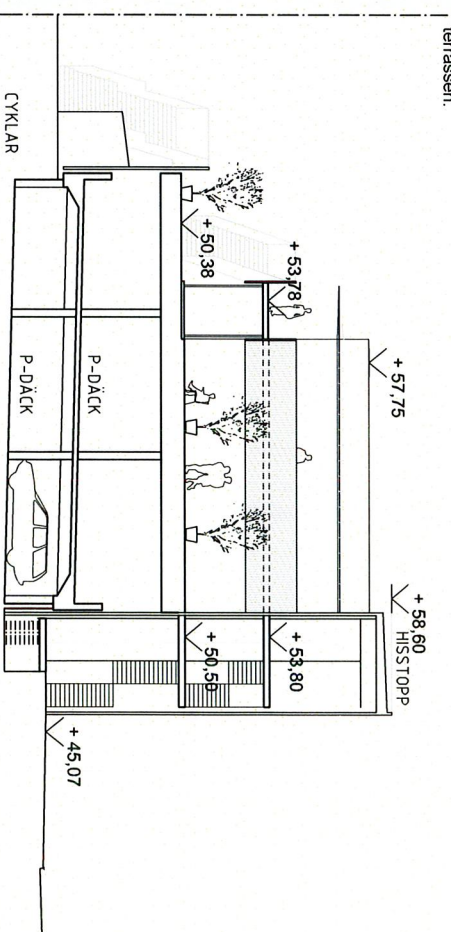 terrassen.
+ 58,60
HISSTOPP
+ 57,75
+ 53,78
+ 53,80
+ 50,38
+ 50,50
+ 45,07
P-DÄCK
P-DÄCK
CYKLAR